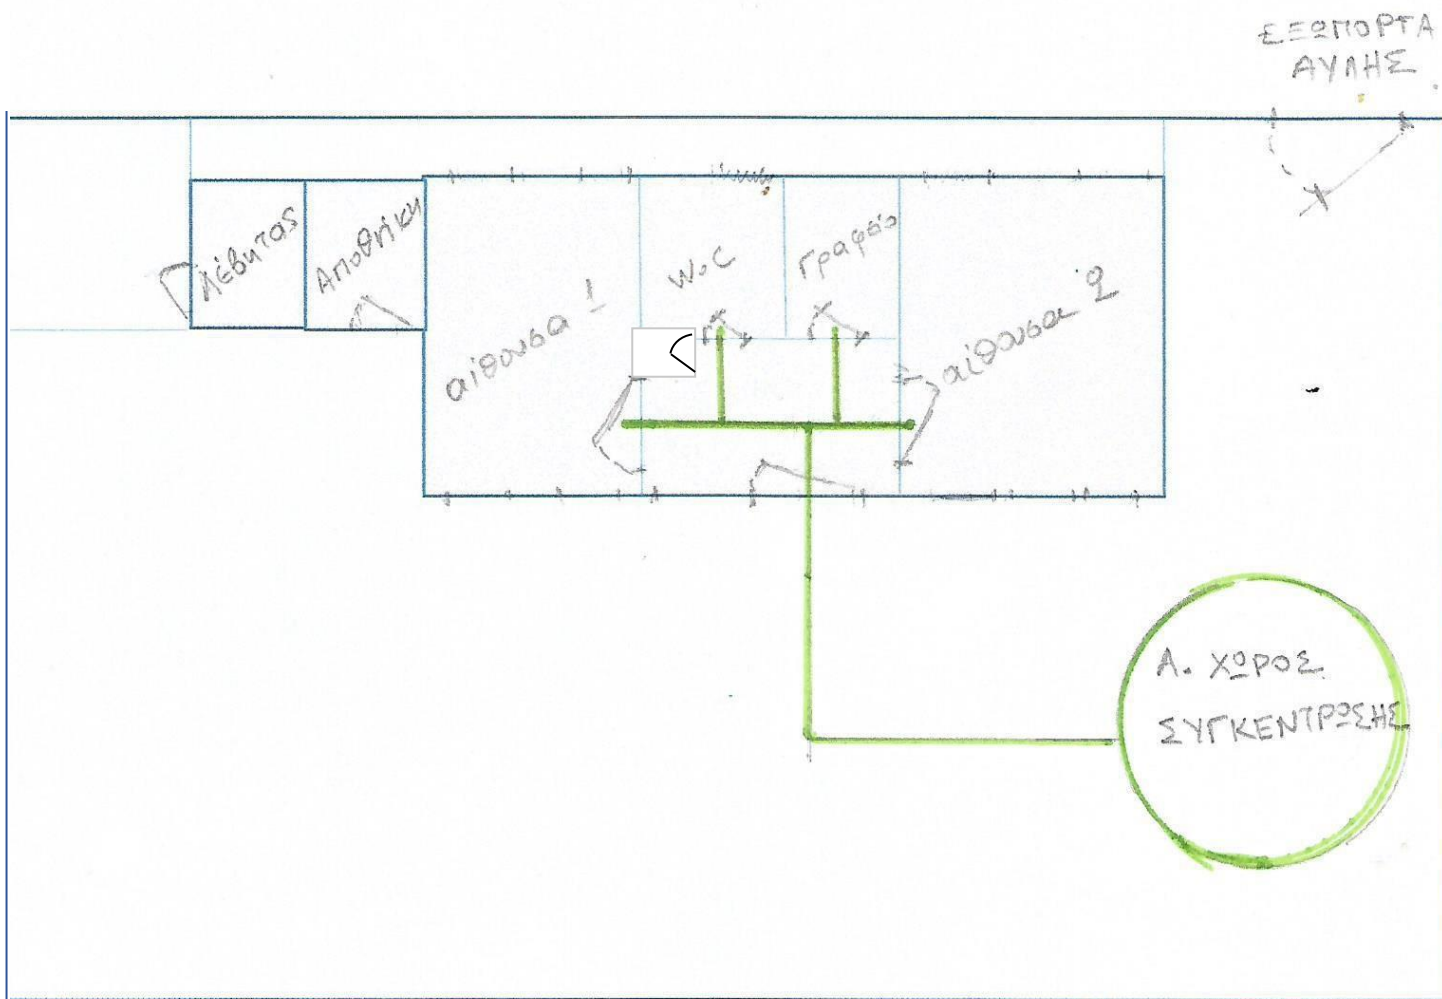 ΕΞΩΠΟΡΤΑ
ΑΥΛΗΣ
Λέβητας
Αποθήκη
αίθουσα 1
W.C
Γραφείο
αίθουσα 2
Α. ΧΩΡΟΣ
ΣΥΓΚΕΝΤΡΩΣΗΣ